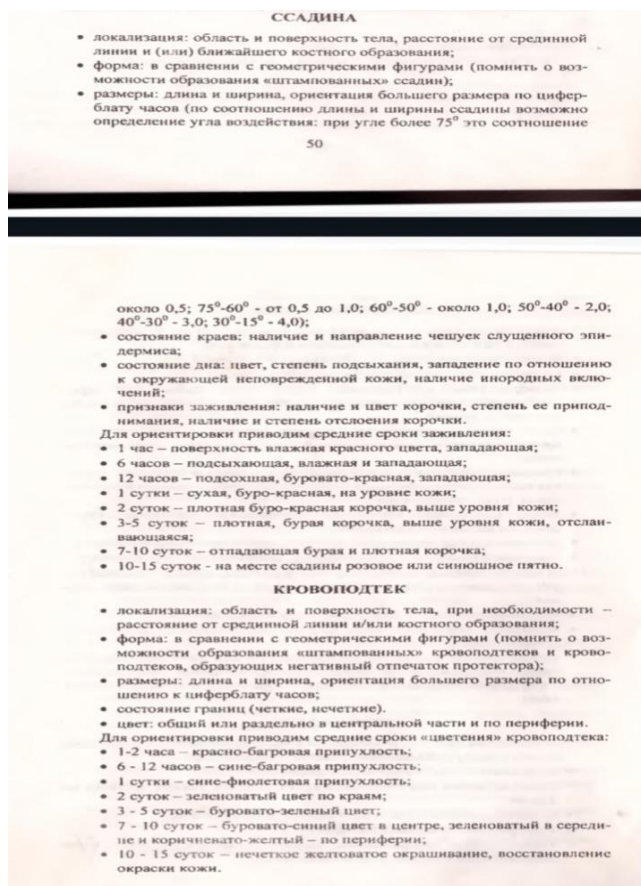 ССАДИНА
• локализация: область и поверхность тела, расстояние от срединной
линии и (или) ближайшего костного образования;
• форма: в сравнении с геометрическими фигурами (помнить о воз-
можности образования «штампованных» ссадин);
• размеры: длина и ширина, ориентация большего размера по цифер-
блату часов (по соотношению длины и ширины ссадины возможно
определение угла воздействия: при угле более 75⁰ это соотношение
50
около 0,5; 75⁰-60⁰ - от 0,5 до 1,0; 60⁰-50⁰ - около 1,0; 50⁰-40⁰ - 2,0;
40⁰-30⁰ - 3,0; 30⁰-15⁰ - 4,0);
• состояние краев: наличие и направление чешуек слущенного эпи-
дермиса;
• состояние дна: цвет, степень подсыхания, западение по отношению
к окружающей неповрежденной кожи, наличие инородных вклю-
чений;
• признаки заживления: наличие и цвет корочки, степень ее припод-
нимания, наличие и степень отслоения корочки.
Для ориентировки приводим средние сроки заживления:
• 1 час – поверхность влажная красного цвета, западающая;
• 6 часов – подсыхающая, влажная и западающая;
• 12 часов – подсохшая, буровато-красная, западающая;
• 1 сутки – сухая, буро-красная, на уровне кожи;
• 2 суток – плотная буро-красная корочка, выше уровня кожи;
• 3-5 суток – плотная, бурая корочка, выше уровня кожи, отслаи-
вающаяся;
• 7-10 суток – отпадающая бурая и плотная корочка;
• 10-15 суток - на месте ссадины розовое или синюшное пятно.
КРОВОПОДТЕК
• локализация: область и поверхность тела, при необходимости –
расстояние от срединной линии и/или костного образования;
• форма: в сравнении с геометрическими фигурами (помнить о воз-
можности образования «штампованных» кровоподтеков и крово-
подтеков, образующих негативный отпечаток протектора);
• размеры: длина и ширина, ориентация большего размера по отно-
шению к циферблату часов;
• состояние границ (четкие, нечеткие).
• цвет: общий или раздельно в центральной части и по периферии.
Для ориентировки приводим средние сроки «цветения» кровоподтека:
• 1-2 часа – красно-багровая припухлость;
• 6 - 12 часов – сине-багровая припухлость;
• 1 сутки – сине-фиолетовая припухлость;
• 2 суток – зеленоватый цвет по краям;
• 3 - 5 суток – буровато-зеленый цвет;
• 7 - 10 суток – буровато-синий цвет в центре, зеленоватый в середи-
не и коричневато-желтый – по периферии;
• 10 - 15 суток – нечеткое желтоватое окрашивание, восстановление
окраски кожи.